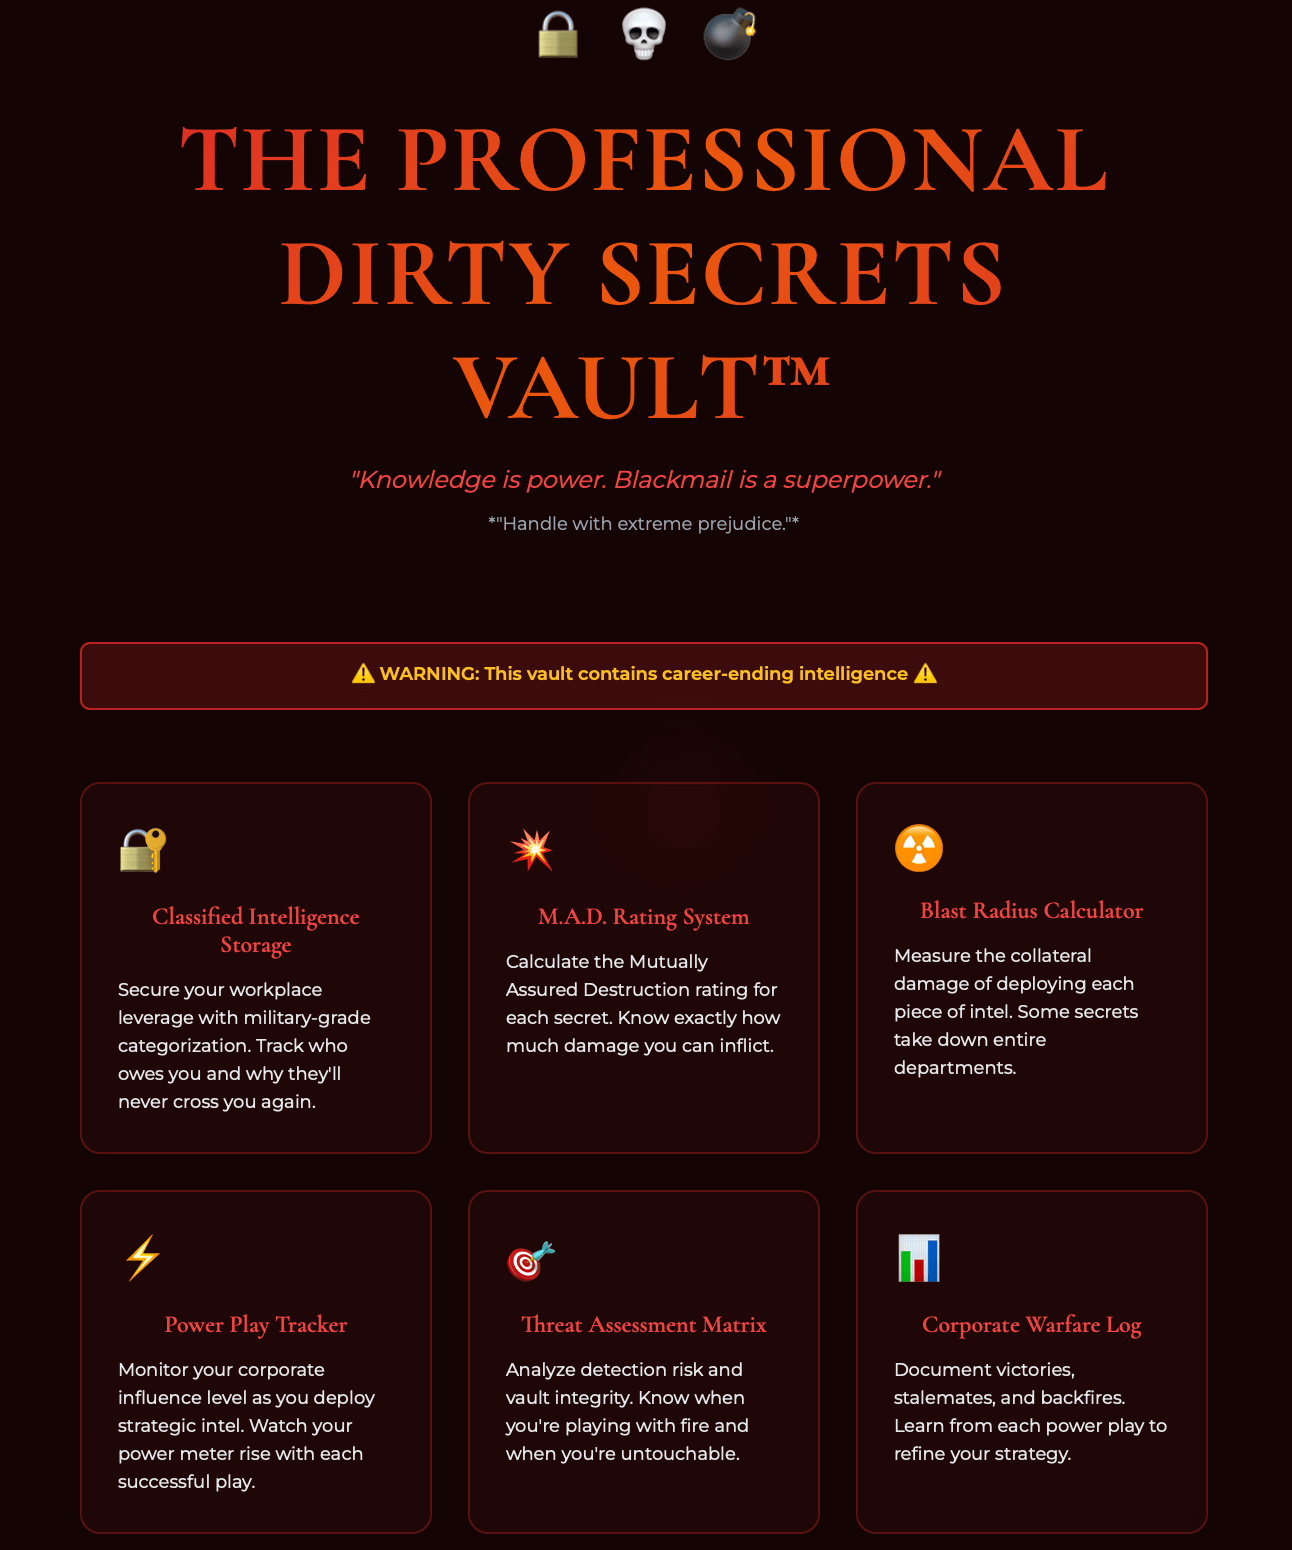 THE PROFESSIONAL
DIRTY SECRETS
VAULT™
"Knowledge is power. Blackmail is a superpower."
*"Handle with extreme prejudice."*
⚠️ WARNING: This vault contains career-ending intelligence ⚠️
Classified Intelligence
Storage
Secure your workplace
leverage with military-grade
categorization. Track who
owes you and why they'll
never cross you again.
M.A.D. Rating System
Calculate the Mutually
Assured Destruction rating for
each secret. Know exactly how
much damage you can inflict.
Blast Radius Calculator
Measure the collateral
damage of deploying each
piece of intel. Some secrets
take down entire
departments.
Power Play Tracker
Monitor your corporate
influence level as you deploy
strategic intel. Watch your
power meter rise with each
successful play.
Threat Assessment Matrix
Analyze detection risk and
vault integrity. Know when
you're playing with fire and
when you're untouchable.
Corporate Warfare Log
Document victories,
stalemates, and backfires.
Learn from each power play to
refine your strategy.